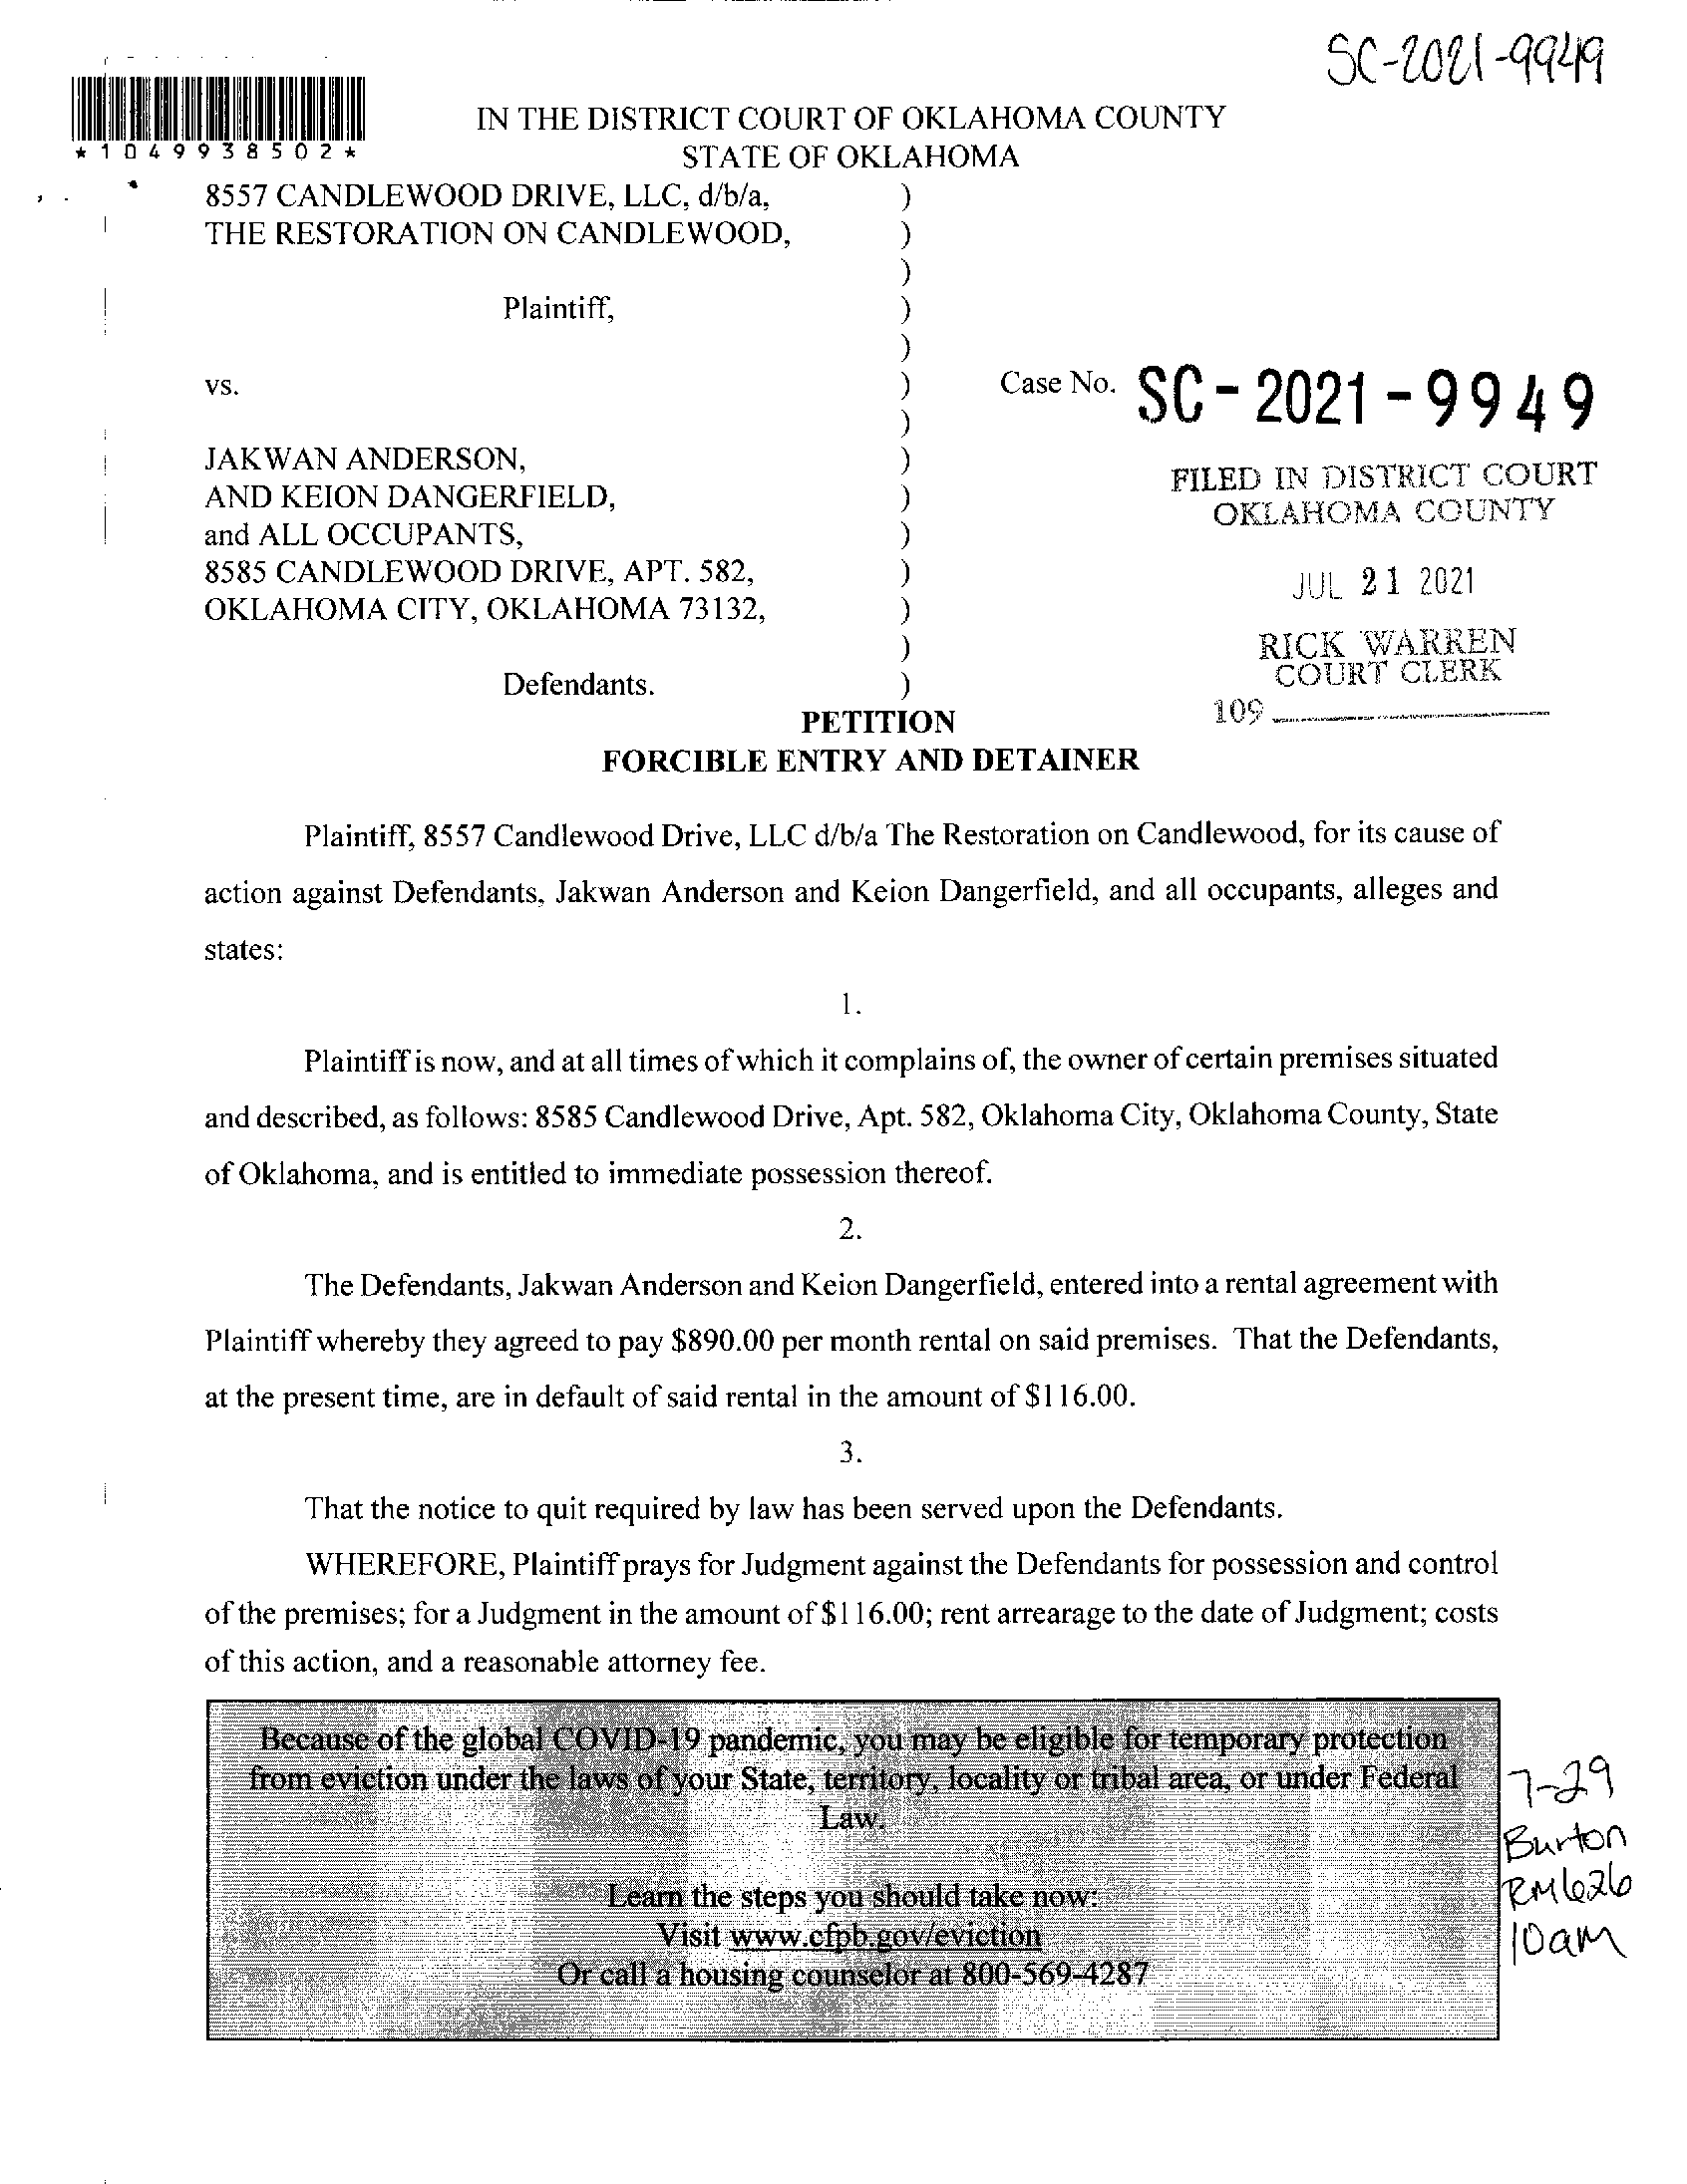 SC-2021-9949
*1049938502*
IN THE DISTRICT COURT OF OKLAHOMA COUNTY
STATE OF OKLAHOMA
8557 CANDLEWOOD DRIVE, LLC, d/b/a, )
THE RESTORATION ON CANDLEWOOD, )
)
Plaintiff, )
)
vs. ) Case No. SC-2021-9949
)
JAKWAN ANDERSON, )
AND KEION DANGERFIELD, )
and ALL OCCUPANTS, )
8585 CANDLEWOOD DRIVE, APT. 582, )
OKLAHOMA CITY, OKLAHOMA 73132, )
)
Defendants. )
FILED IN DISTRICT COURT
OKLAHOMA COUNTY
JUL 21 2021
RICK WARREN
COURT CLERK
109
PETITION
FORCIBLE ENTRY AND DETAINER
Plaintiff, 8557 Candlewood Drive, LLC d/b/a The Restoration on Candlewood, for its cause of
action against Defendants, Jakwan Anderson and Keion Dangerfield, and all occupants, alleges and
states:
1.
Plaintiff is now, and at all times of which it complains of, the owner of certain premises situated
and described, as follows: 8585 Candlewood Drive, Apt. 582, Oklahoma City, Oklahoma County, State
of Oklahoma, and is entitled to immediate possession thereof.
2.
The Defendants, Jakwan Anderson and Keion Dangerfield, entered into a rental agreement with
Plaintiff whereby they agreed to pay $890.00 per month rental on said premises. That the Defendants,
at the present time, are in default of said rental in the amount of $116.00.
3.
That the notice to quit required by law has been served upon the Defendants.
WHEREFORE, Plaintiff prays for Judgment against the Defendants for possession and control
of the premises; for a Judgment in the amount of $116.00; rent arrearage to the date of Judgment; costs
of this action, and a reasonable attorney fee.
Because of the global COVID-19 pandemic, you may be eligible for temporary protection
from eviction under the laws of your State, territory, locality or tribal area, or under Federal
Law.
Learn the steps you should take now:
Visit www.cfpb.gov/eviction
Or call a housing counselor at 800-569-4287
7-29
Burton
RM626
10am